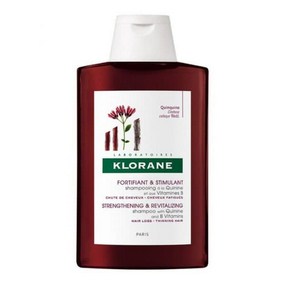 Quinquina
LABORATOIRES
KLORANE
FORTIFIANT & STIMULANT
shampooing à la Quinine
et aux Vitamines B
CHUTE DE CHEVEUX - CHEVEUX FATIGUÉS
STRENGTHENING & REVITALIZING
shampoo with Quinine
and B Vitamins
HAIR LOSS - THINNING HAIR
PARIS